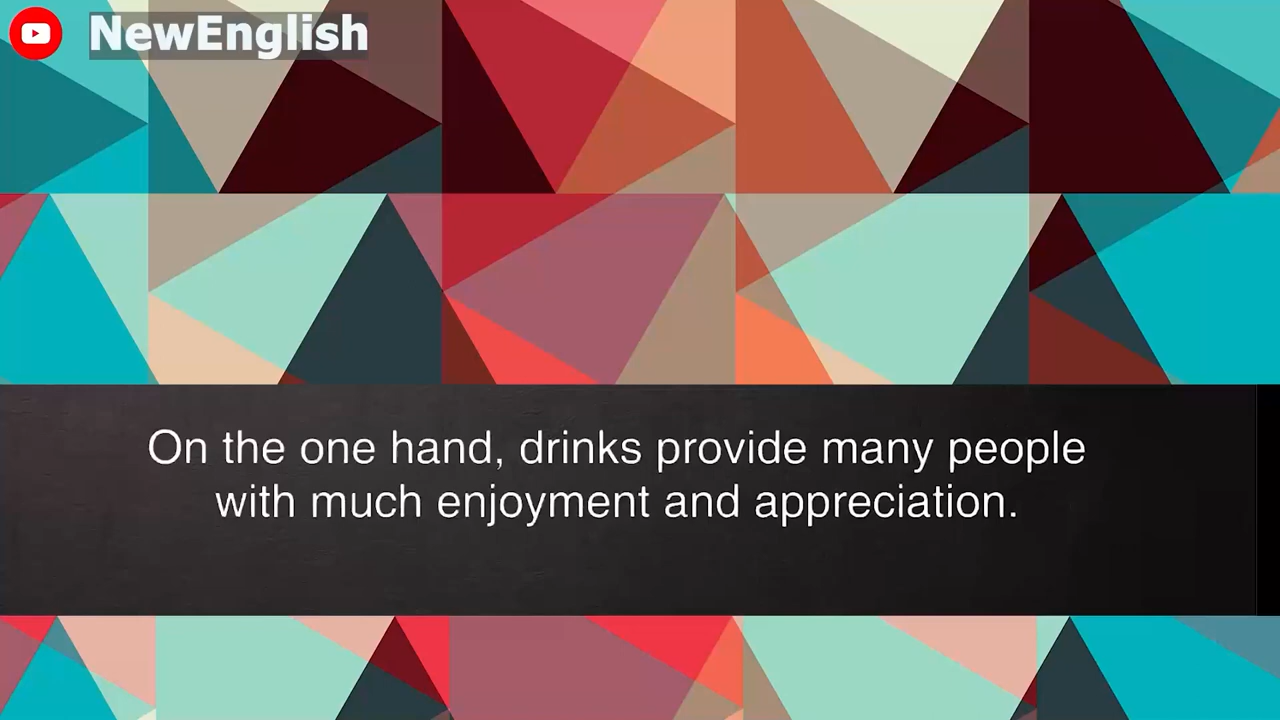 NewEnglish
On the one hand, drinks provide many people
with much enjoyment and appreciation.